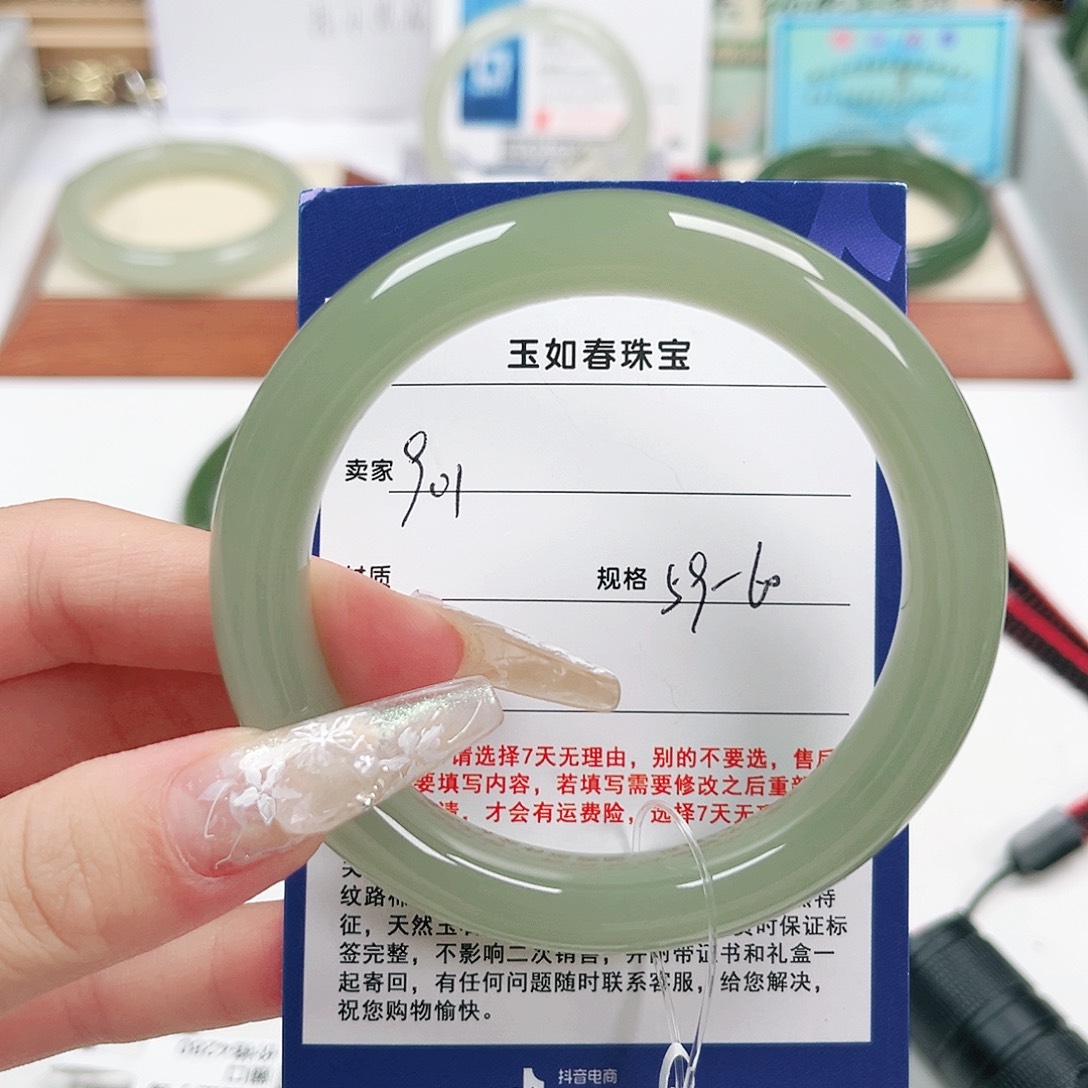 玉如春珠宝
卖家 901
材质 规格 59-60
请选择7天无理由，别的不要选，售后
要填写内容，若填写需要修改之后重新
请，才会有运费险，选择7天无
纹路
征，天然玉 时保证标
签完整，不影响二次销售，并附带证书和礼盒一
起寄回，有任何问题随时联系客服，给您解决，
祝您购物愉快。
抖音电商